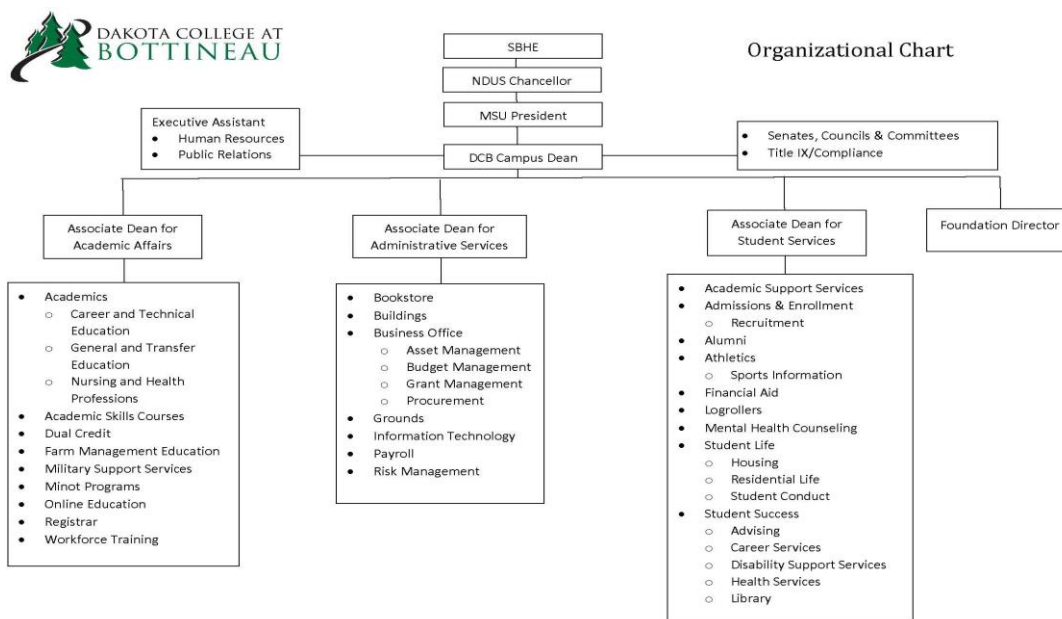 DAKOTA COLLEGE AT
BOTTINEAU
Organizational Chart
SBHE
NDUS Chancellor
MSU President
DCB Campus Dean
Executive Assistant
• Human Resources
• Public Relations
• Senates, Councils & Committees
• Title IX/Compliance
Associate Dean for
Academic Affairs
Associate Dean for
Administrative Services
Associate Dean for
Student Services
Foundation Director
• Academics
○ Career and Technical
Education
○ General and Transfer
Education
○ Nursing and Health
Professions
• Academic Skills Courses
• Dual Credit
• Farm Management Education
• Military Support Services
• Minot Programs
• Online Education
• Registrar
• Workforce Training
• Bookstore
• Buildings
• Business Office
○ Asset Management
○ Budget Management
○ Grant Management
○ Procurement
• Grounds
• Information Technology
• Payroll
• Risk Management
• Academic Support Services
• Admissions & Enrollment
○ Recruitment
• Alumni
• Athletics
○ Sports Information
• Financial Aid
• Logrollers
• Mental Health Counseling
• Student Life
○ Housing
○ Residential Life
○ Student Conduct
• Student Success
○ Advising
○ Career Services
○ Disability Support Services
○ Health Services
○ Library